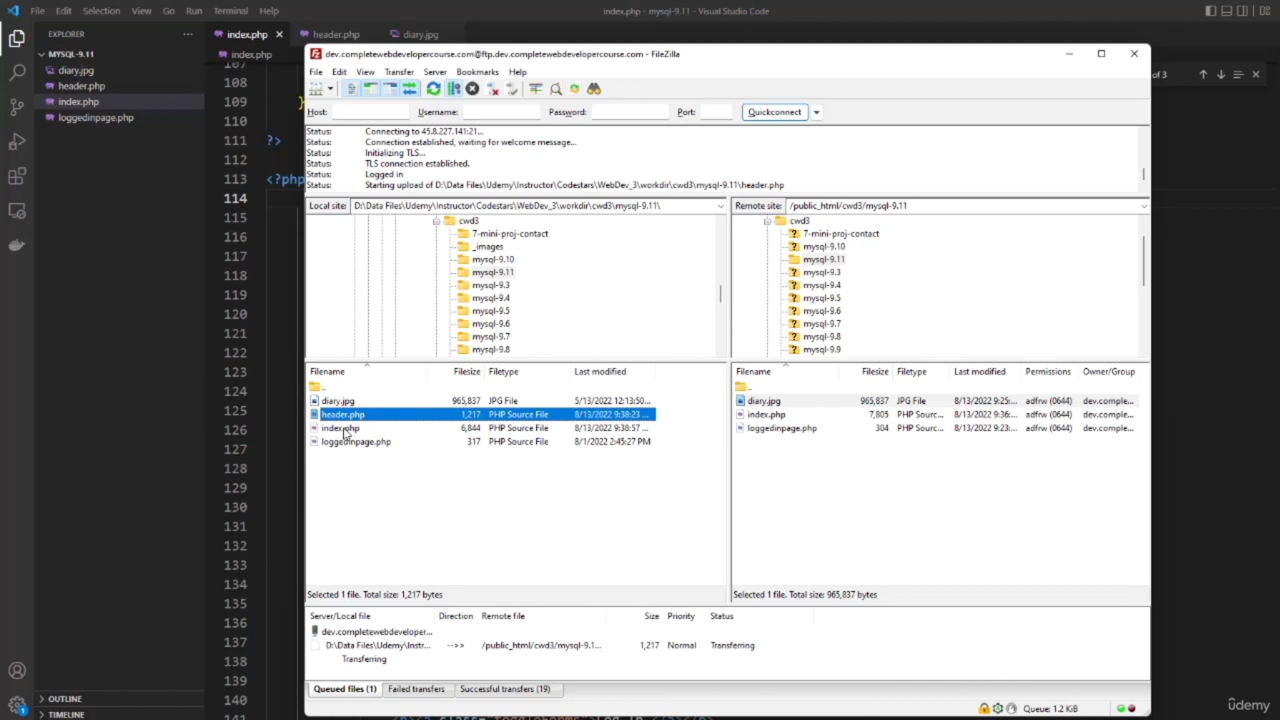 File Edit Selection View Go Run Terminal Help index.php - mysql-9.11 - Visual Studio Code
EXPLORER
MYSQL-9.11
diary.jpg
header.php
index.php
loggedinpage.php
OUTLINE
TIMELINE
index.php header.php diary.jpg
index.php
of 3
107
108
109 }
110
111 ?>
112
113 <?php
114
115
116
117
118
119
120
121
122
123
124
125
126
127
128
129
130
131
132
133
134
135
136
137
138
139
140
141
dev.completewebdevelopercourse.com@ftp.dev.completewebdevelopercourse.com - FileZilla
File Edit View Transfer Server Bookmarks Help
Host: Username: Password: Port: Quickconnect
Status: Connecting to 45.8.227.141:21...
Status: Connection established, waiting for welcome message...
Status: Initializing TLS...
Status: TLS connection established.
Status: Logged in
Status: Starting upload of D:\Data Files\Udemy\Instructor\Codestars\WebDev_3\workdir\cwd3\mysql-9.11\header.php
Local site: D:\Data Files\Udemy\Instructor\Codestars\WebDev_3\workdir\cwd3\mysql-9.11\
cwd3
7-mini-proj-contact
_images
mysql-9.10
mysql-9.11
mysql-9.3
mysql-9.4
mysql-9.5
mysql-9.6
mysql-9.7
mysql-9.8
Remote site: /public_html/cwd3/mysql-9.11
cwd3
7-mini-proj-contact
mysql-9.10
mysql-9.11
mysql-9.3
mysql-9.4
mysql-9.5
mysql-9.6
mysql-9.7
mysql-9.8
mysql-9.9
Filename Filesize Filetype Last modified
..
diary.jpg 965,837 JPG File 5/13/2022 12:13:50...
header.php 1,217 PHP Source File 8/13/2022 9:38:23 ...
index.php 6,844 PHP Source File 8/13/2022 9:38:57 ...
loggedinpage.php 317 PHP Source File 8/1/2022 2:45:27 PM
Selected 1 file. Total size: 1,217 bytes
Filename Filesize Filetype Last modified Permissions Owner/Group
..
diary.jpg 965,837 JPG File 8/13/2022 9:25:... adfrw (0644) dev.comple...
index.php 7,805 PHP Sourc... 8/13/2022 9:36:... adfrw (0644) dev.comple...
loggedinpage.php 304 PHP Sourc... 8/13/2022 9:23:... adfrw (0644) dev.comple...
Selected 1 file. Total size: 965,837 bytes
Server/Local file Direction Remote file Size Priority Status
dev.completewebdeveloper...
D:\Data Files\Udemy\Instr... -->> /public_html/cwd3/mysql-9.1... 1,217 Normal Transferring
Transferring
Queued files (1) Failed transfers Successful transfers (19)
Queue: 1.2 KiB
udemy